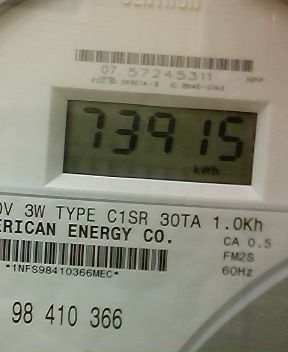 07 57245311
73915
kWh
0V 3W TYPE C1SR 30TA 1.0Kh
ERICAN ENERGY CO.
CA 0.5
FM2S
60Hz
*1NFS98410366MEC*
98 410 366